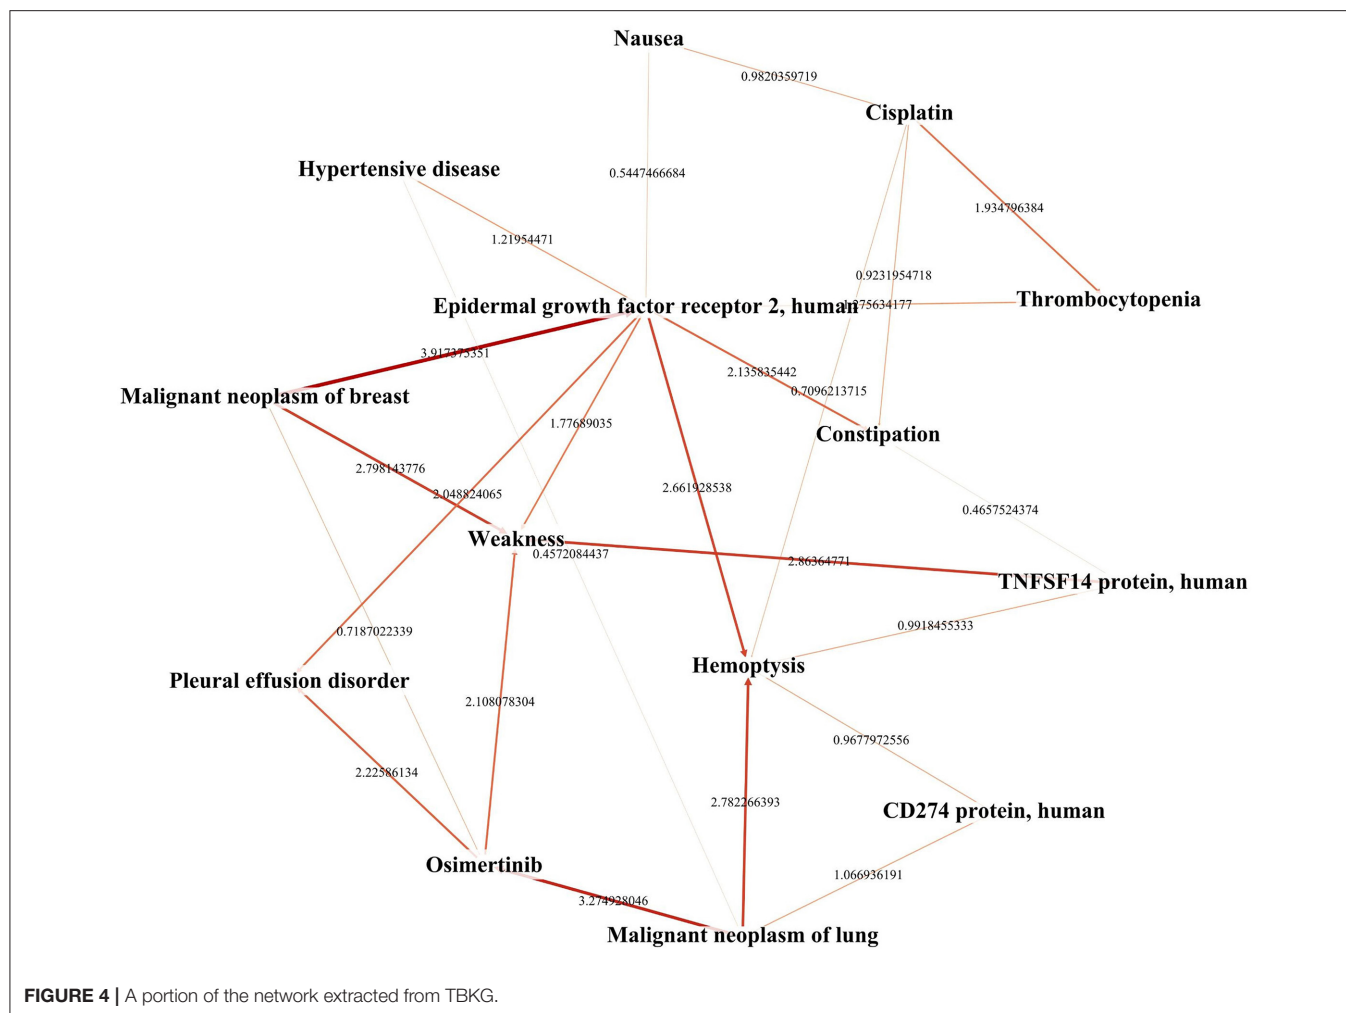 Nausea
0.9820359719
Cisplatin
Hypertensive disease
0.5447466684
1.934796384
1.21954471
0.9231954718
Epidermal growth factor receptor 2, human
1.275634177
Thrombocytopenia
3.917375351
2.135835442
0.7096213715
Malignant neoplasm of breast
1.77689035
Constipation
2.798143776
2.048824065
2.661928538
0.4657524374
Weakness
0.4572084437
2.86364771
TNFSF14 protein, human
0.7187022339
0.9918455333
Hemoptysis
Pleural effusion disorder
2.108078304
0.9677972556
2.22586134
2.782266393
CD274 protein, human
Osimertinib
1.066936191
3.274928046
Malignant neoplasm of lung
FIGURE 4 | A portion of the network extracted from TBKG.